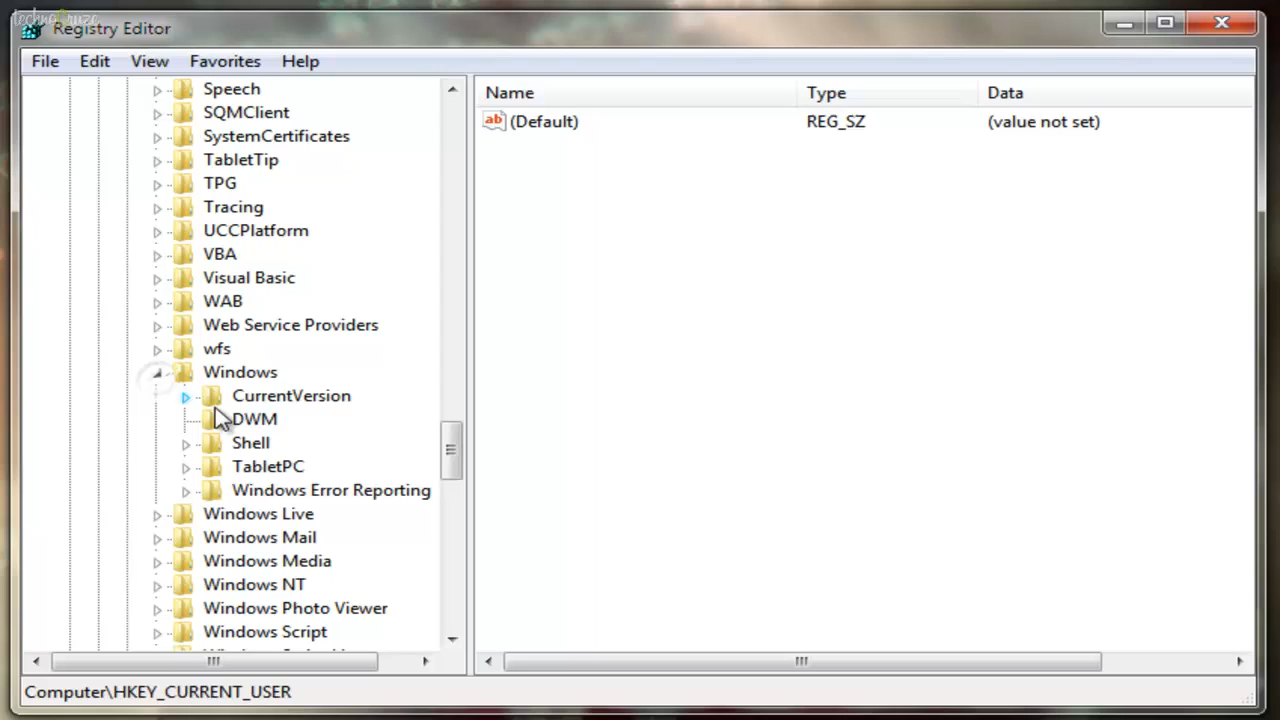 technoCruze
Registry Editor
File Edit View Favorites Help
Speech
SQMClient
SystemCertificates
TabletTip
TPG
Tracing
UCCPlatform
VBA
Visual Basic
WAB
Web Service Providers
wfs
Windows
CurrentVersion
DWM
Shell
TabletPC
Windows Error Reporting
Windows Live
Windows Mail
Windows Media
Windows NT
Windows Photo Viewer
Windows Script
Name Type Data
ab (Default) REG_SZ (value not set)
Computer\HKEY_CURRENT_USER